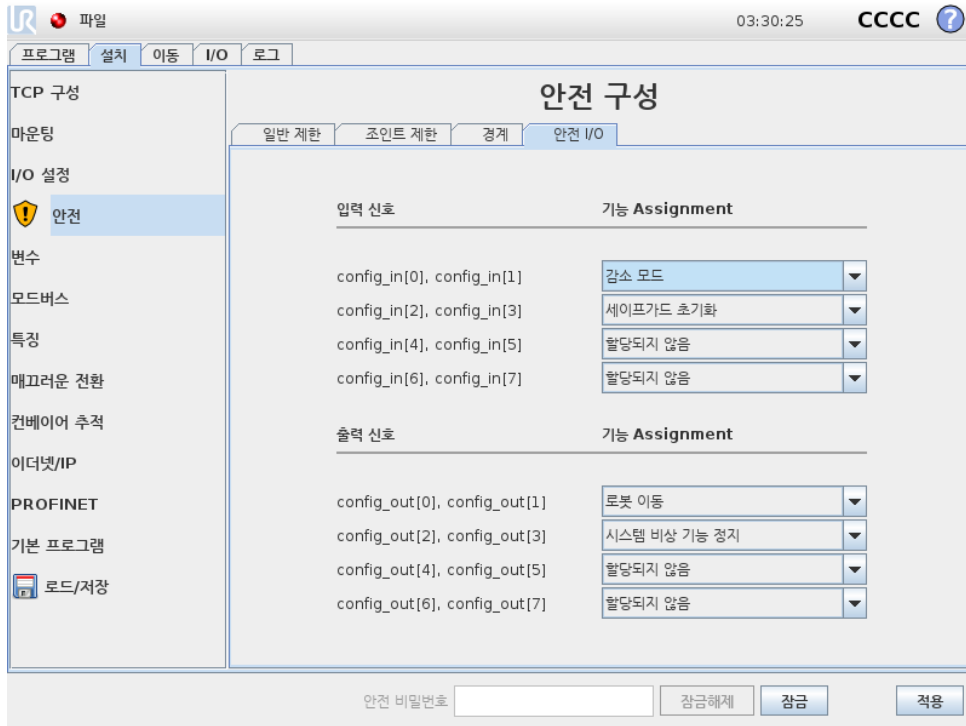 UR 파일 03:30:25 CCCC ?
프로그램 설치 이동 I/O 로그
TCP 구성
마운팅
I/O 설정
안전
변수
모드버스
특징
매끄러운 전환
컨베이어 추적
이더넷/IP
PROFINET
기본 프로그램
로드/저장
안전 구성
일반 제한 조인트 제한 경계 안전 I/O
입력 신호 기능 Assignment
config_in[0], config_in[1] 감소 모드
config_in[2], config_in[3] 세이프가드 초기화
config_in[4], config_in[5] 할당되지 않음
config_in[6], config_in[7] 할당되지 않음
출력 신호 기능 Assignment
config_out[0], config_out[1] 로봇 이동
config_out[2], config_out[3] 시스템 비상 기능 정지
config_out[4], config_out[5] 할당되지 않음
config_out[6], config_out[7] 할당되지 않음
안전 비밀번호 잠금해제 잠금 적용